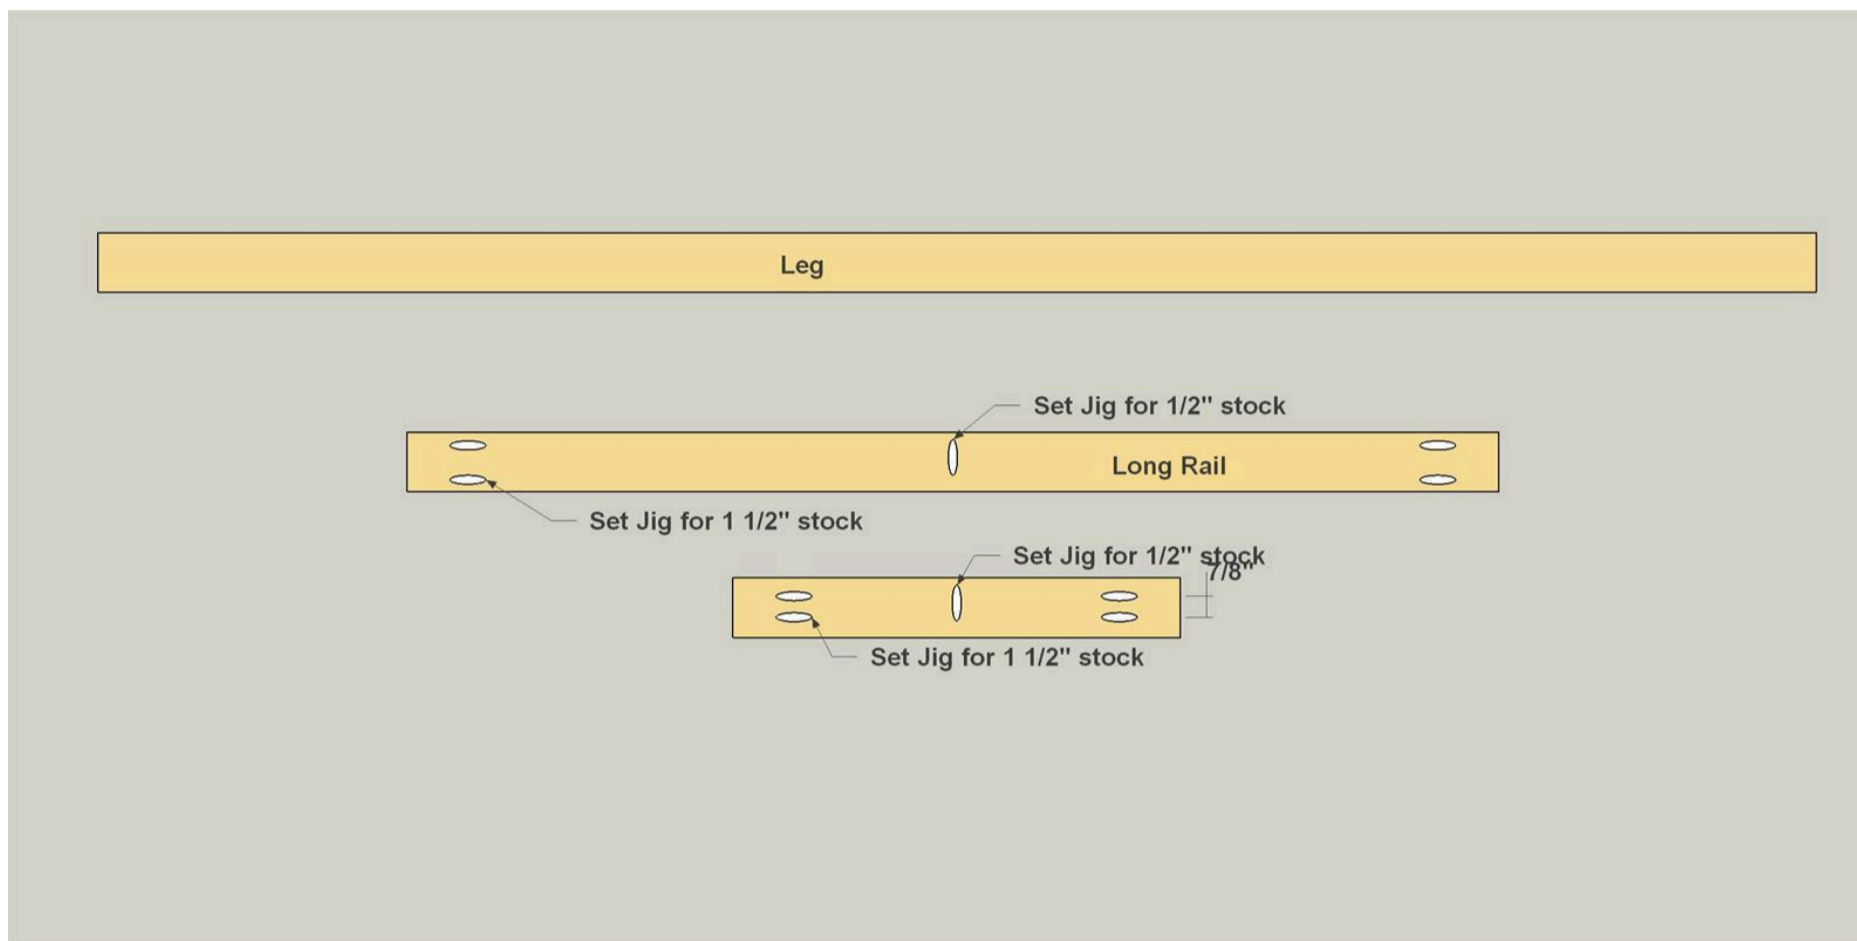 Leg
Set Jig for 1/2" stock
Long Rail
Set Jig for 1 1/2" stock
Set Jig for 1/2" stock
7/8"
Set Jig for 1 1/2" stock